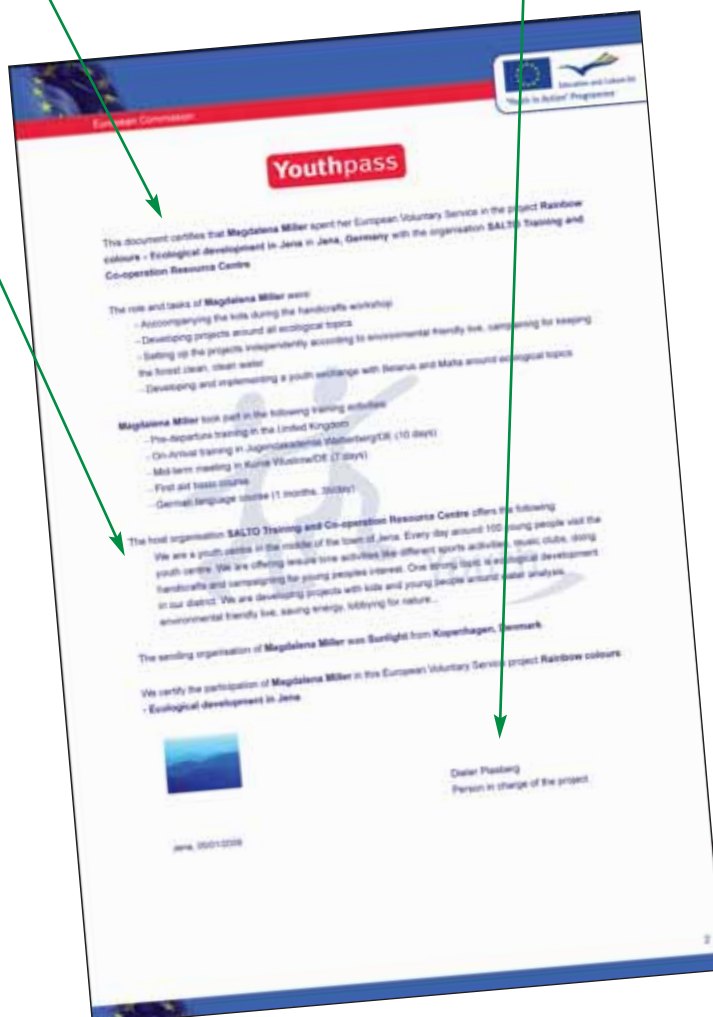 European Commission
Education and Culture DG
'Youth in Action' Programme
Youthpass
This document certifies that Magdalena Miller spent her European Voluntary Service in the project Rainbow
colours - Ecological development in Jena in Jena, Germany with the organisation SALTO Training and
Co-operation Resource Centre
The role and tasks of Magdalena Miller were:
- Accompanying the kids during the handicrafts workshop
- Developing projects around all ecological topics
- Setting up the projects independently according to environmental friendly live, campaigning for keeping
the forest clean, clean water
- Developing and implementing a youth exchange with Belarus and Malta around ecological topics
Magdalena Miller took part in the following training activities:
- Pre-departure training in the United Kingdom
- On-Arrival training in Jugendakademie /DE (10 days)
- Mid-term meeting in /DE (7 days)
- First aid basic course
- German language course (1 months, )
The host organisation SALTO Training and Co-operation Resource Centre offers the following:
We are a youth centre in the middle of the town of Jena. Every day around 100 young people visit the
youth centre. We are offering leisure time activities like different sports activities, music clubs, doing
handicrafts and campaigning for young peoples interest. One strong topic is ecological development
in our district. We are developing projects with kids and young people around water analysis,
environmental friendly live, saving energy, lobbying for nature...
The sending organisation of Magdalena Miller was Sunlight from Kopenhagen, Denmark
We certify the participation of Magdalena Miller in this European Voluntary Service project Rainbow colours
- Ecological development in Jena
Dieter Plasberg
Person in charge of the project
Jena, 05/01/2009
2